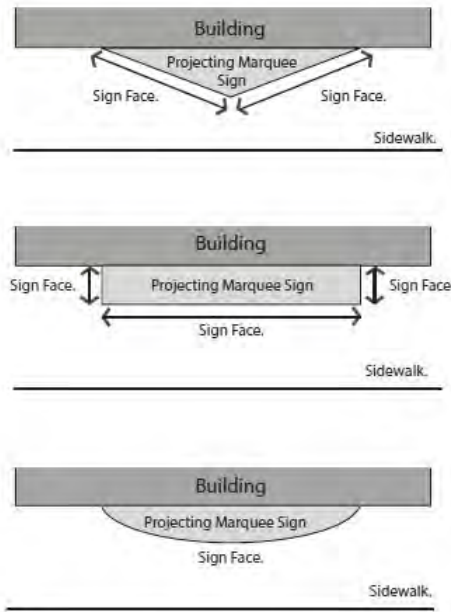 Building
Projecting Marquee
Sign
Sign Face.
Sign Face.
Sidewalk.
Building
Sign Face.
Projecting Marquee Sign
Sign Face
Sign Face.
Sidewalk.
Building
Projecting Marquee Sign
Sign Face.
Sidewalk.